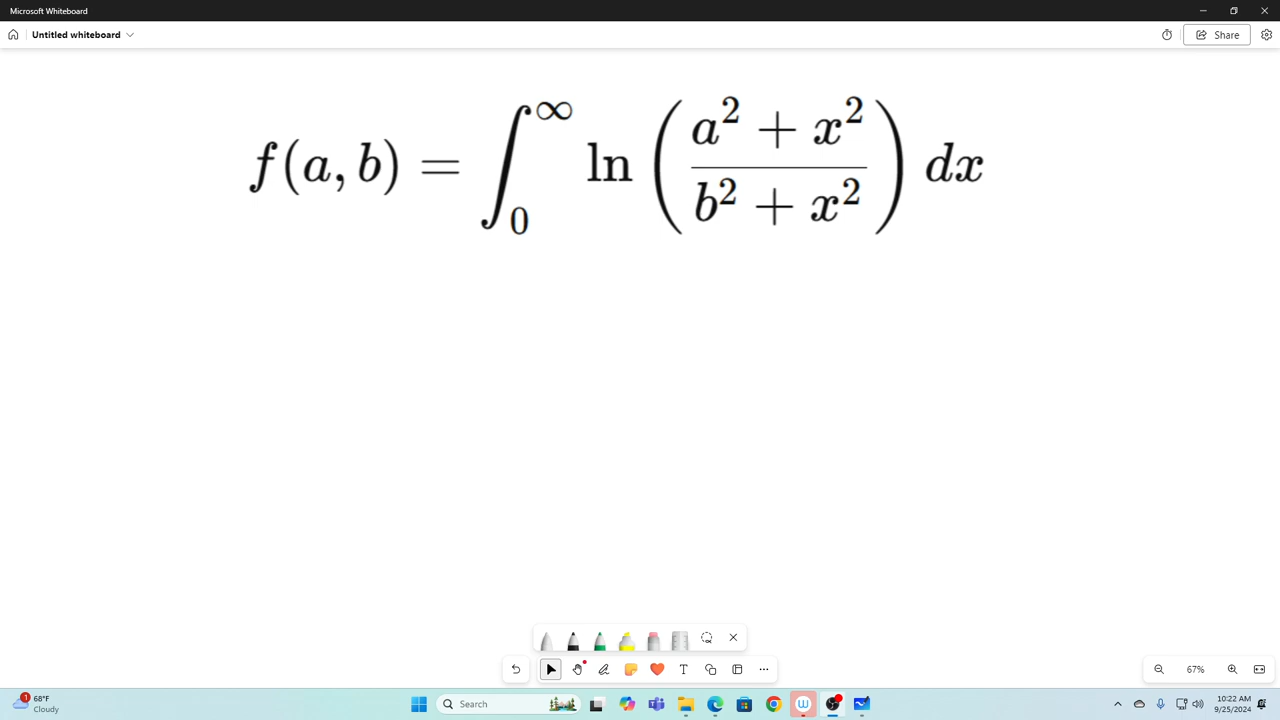 Microsoft Whiteboard
Untitled whiteboard
Share
f(a, b) = ∫₀^∞ ln ( (a² + x²) / (b² + x²) ) dx
67%
1
68°F
Cloudy
Search
10:22 AM
9/25/2024